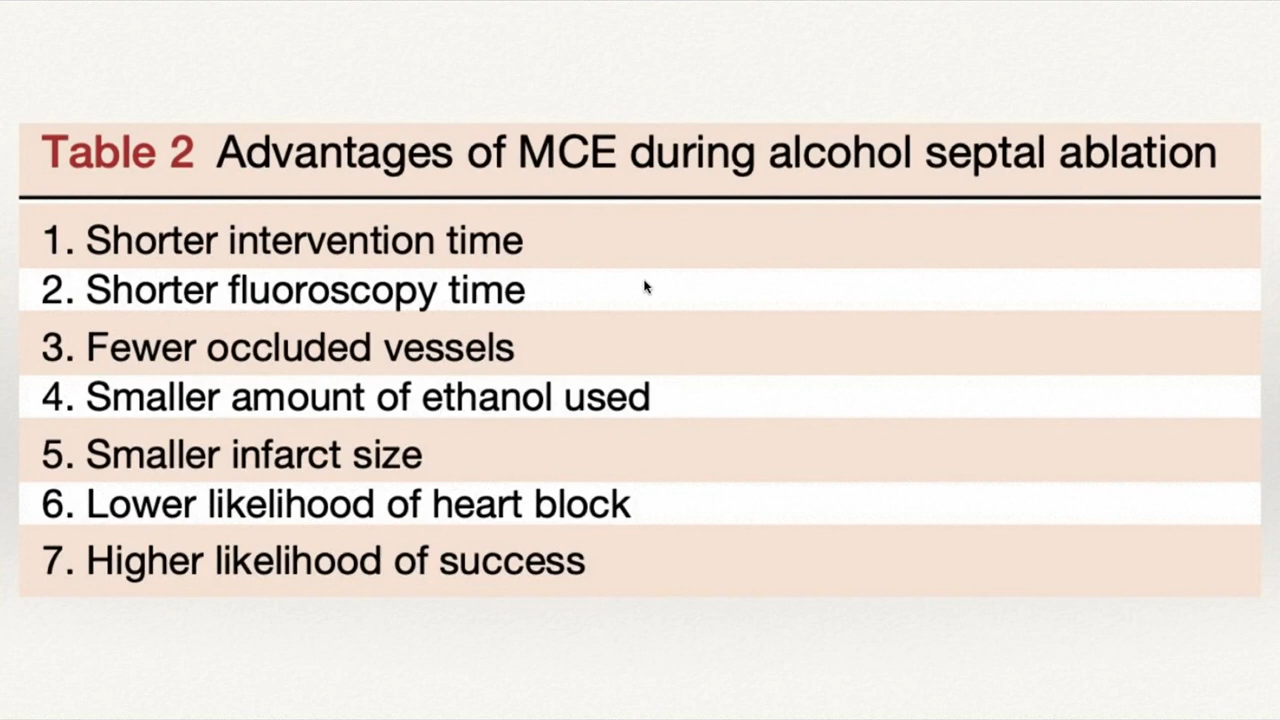 Table 2 Advantages of MCE during alcohol septal ablation
1. Shorter intervention time
2. Shorter fluoroscopy time
3. Fewer occluded vessels
4. Smaller amount of ethanol used
5. Smaller infarct size
6. Lower likelihood of heart block
7. Higher likelihood of success